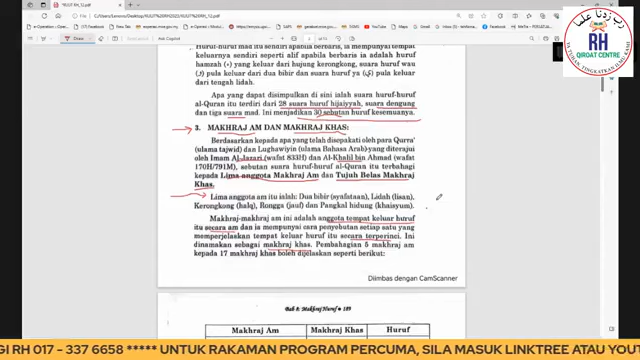 huruf-huruf mad itu sendiri apabila berbaris, ia mempunyai tempat
keluarnya sendiri seperti alif apabila berbaris ia adalah huruf
hamzah (ء) yang keluar dari hujung kerongkong, suara huruf wau
(و) pula keluar dari dua bibir dan suara huruf ya (ي) pula keluar
dari tengah lidah.
Apa yang dapat disimpulkan di sini ialah suara huruf-huruf
al-Quran itu terdiri dari 28 suara huruf hijaiyyah, suara dengung
dan tiga suara mad. Ini menjadikan 30 sebutan huruf kesemuanya.
3. MAKHRAJ AM DAN MAKHRAJ KHAS:
Berdasarkan kepada apa yang telah disepakati oleh para Qurra'
(ulama tajwid) dan Lughawiyin (ulama Bahasa Arab) yang diterajui
oleh Imam Al-Jazari (wafat 833H) dan Al-Khalil bin Ahmad (wafat
170H/791M), sebutan suara huruf-huruf al-Quran itu terbahagi
kepada Lima anggota Makhraj Am dan Tujuh Belas Makhraj
Khas.
Lima anggota am itu ialah: Dua bibir (syafataan), Lidah (lisan),
Kerongkong (halq), Rongga (jauf) dan Pangkal hidung (khaisyum).
Makhraj-makhraj am ini adalah anggota tempat keluar huruf
itu secara am dan ia mempunyai cara penyebutan setiap satu yang
memperjelaskan tempat keluar huruf itu secara terperinci. Ini
dinamakan sebagai makhraj khas. Pembahagian 5 makhraj am
kepada 17 makhraj khas boleh dijelaskan seperti berikut:
Diimbas dengan CamScanner
Bab 8: Makhraj Huruf • 189
Makhraj Am Makhraj Khas Huruf
RH
QIROAT CENTRE
GI RH 017 - 337 6658 ***** UNTUK RAKAMAN PROGRAM PERCUMA, SILA MASUK LINKTREE ATAU YOUT